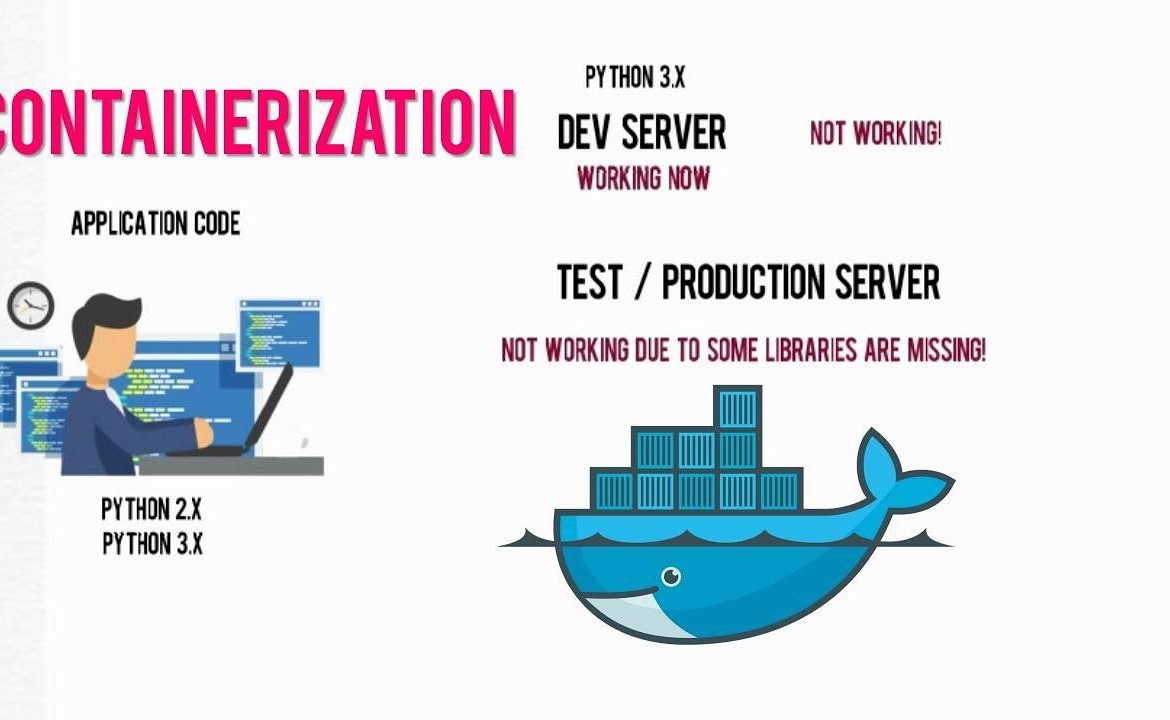 CONTAINERIZATION
APPLICATION CODE
PYTHON 2.X
PYTHON 3.X
PYTHON 3.X
DEV SERVER
NOT WORKING!
WORKING NOW
TEST / PRODUCTION SERVER
NOT WORKING DUE TO SOME LIBRARIES ARE MISSING!